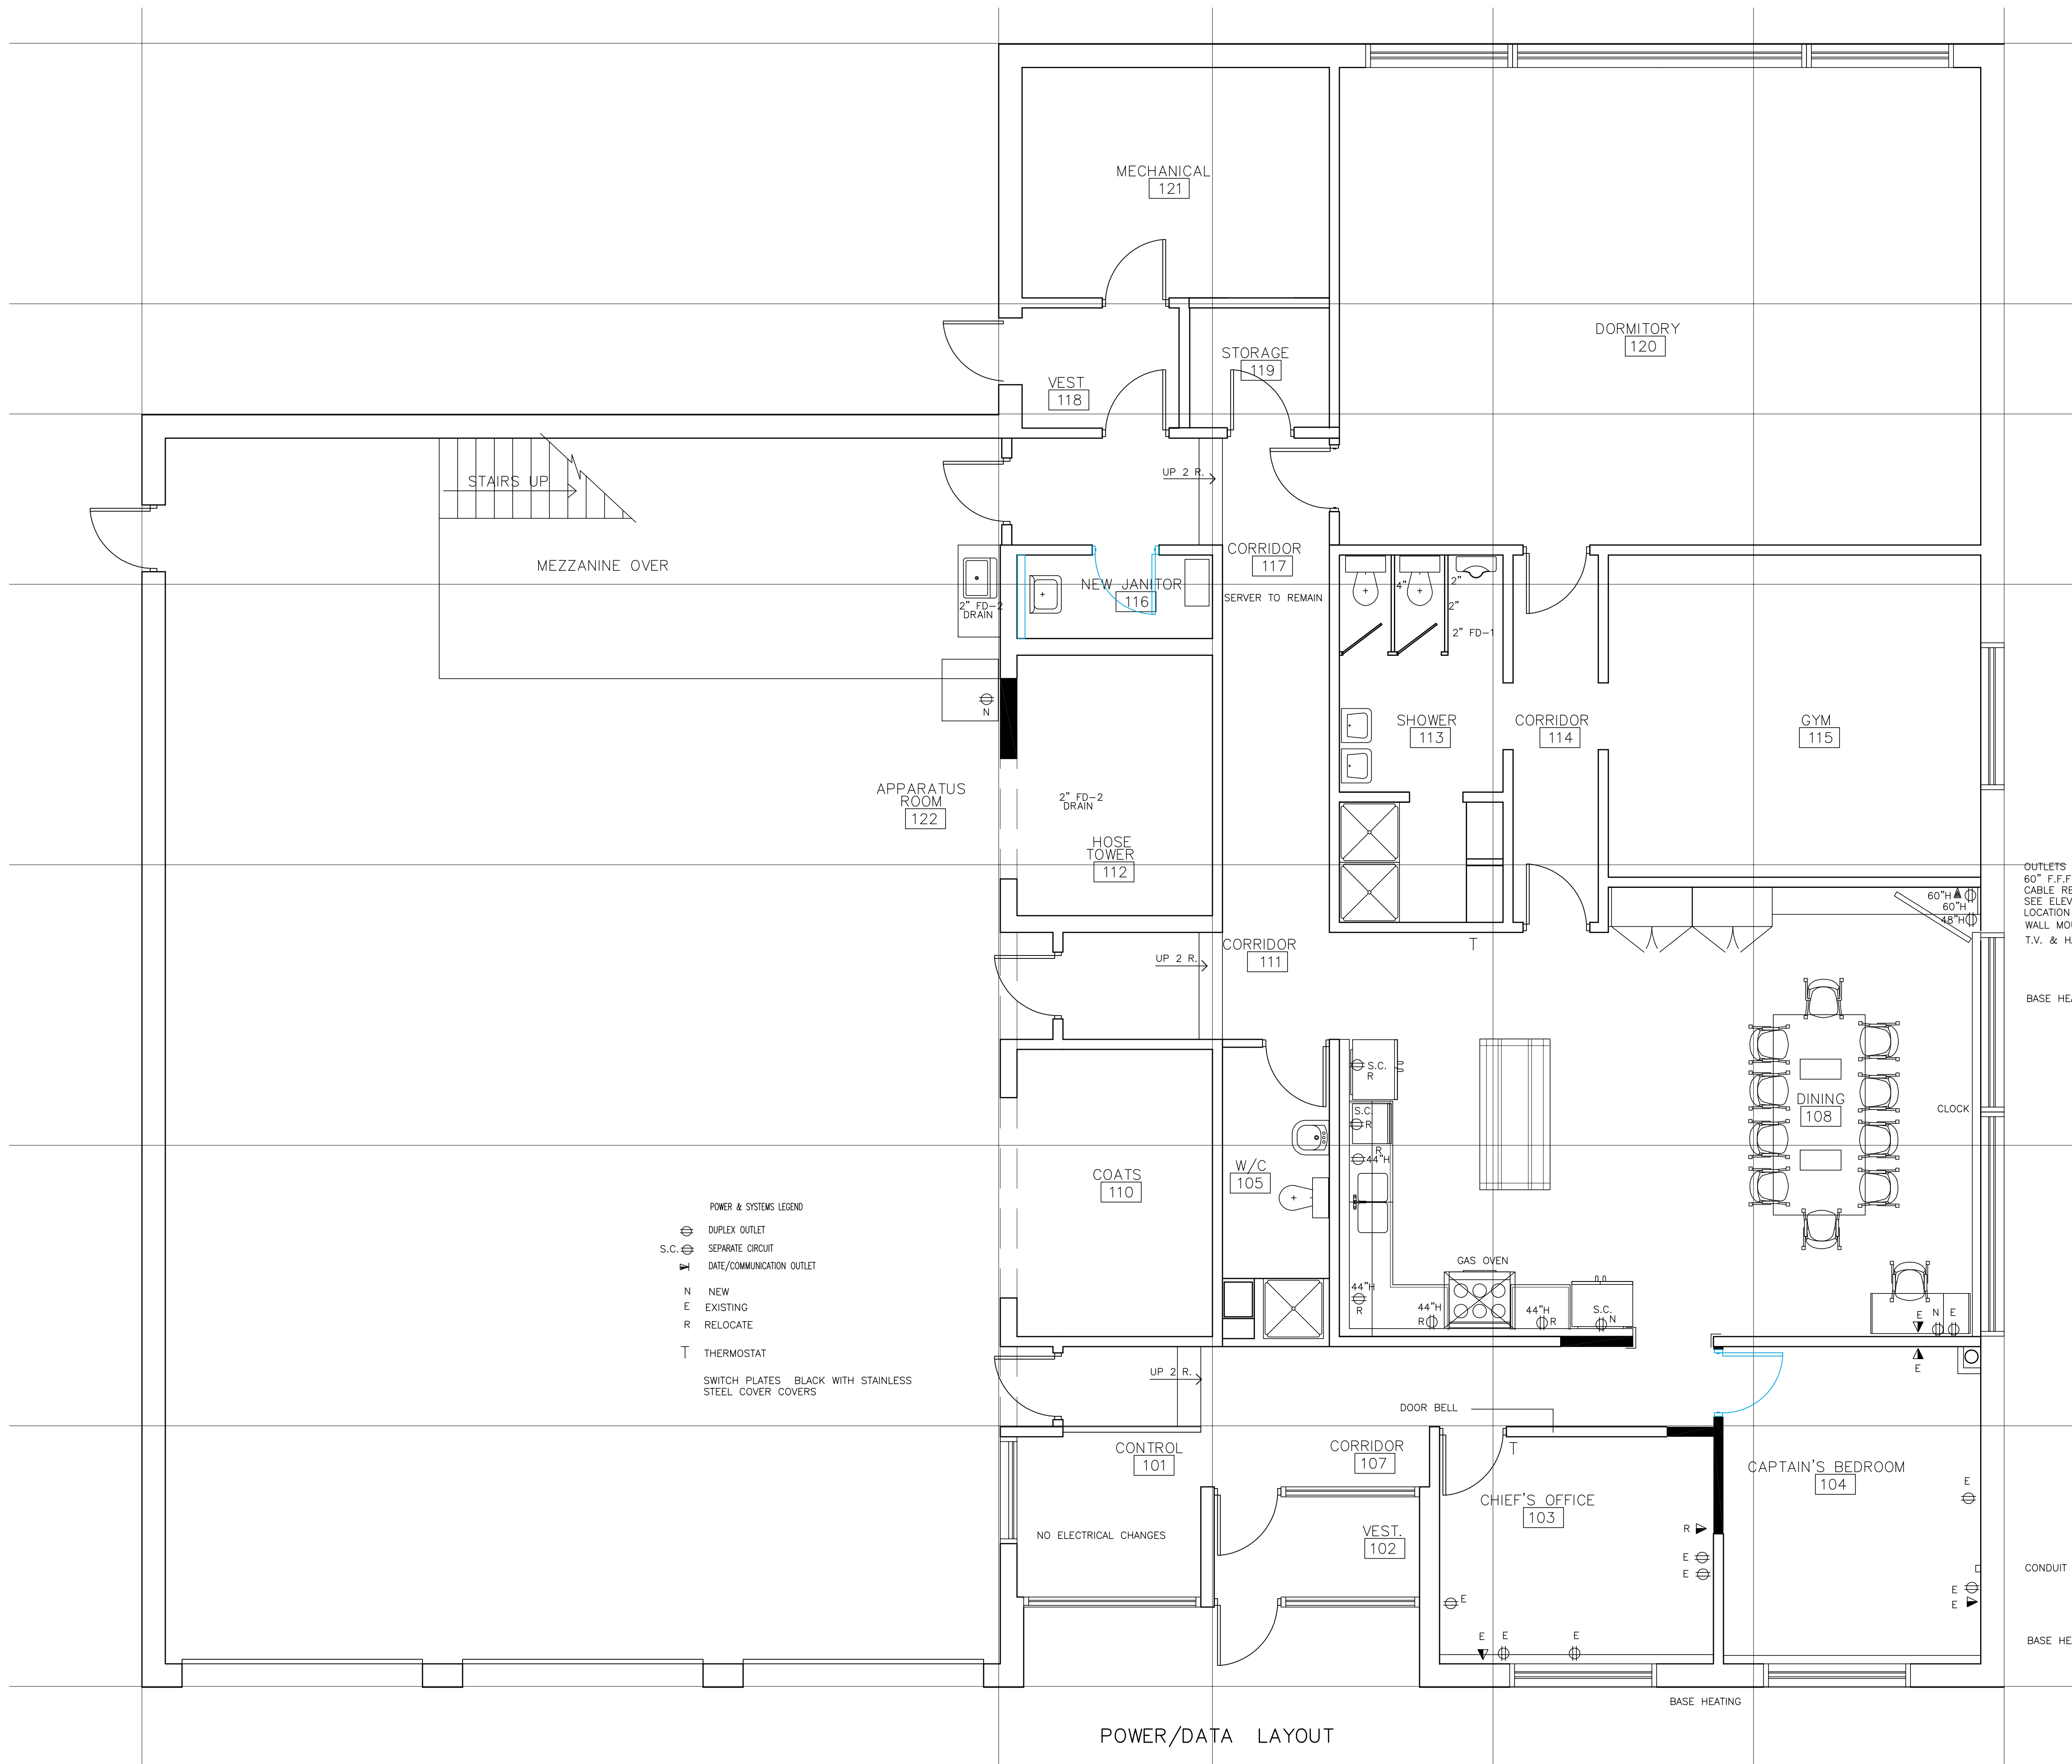 MECHANICAL
121
DORMITORY
120
STORAGE
119
VEST
118
STAIRS UP
UP 2 R.
MEZZANINE OVER
CORRIDOR
117
SERVER TO REMAIN
NEW JANITOR
116
2" FD-2
DRAIN
4"
2"
2"
2" FD-1
N
SHOWER
113
CORRIDOR
114
GYM
115
APPARATUS
ROOM
122
2" FD-2
DRAIN
HOSE
TOWER
112
OUTLETS
60" F.F.F
CABLE RE
SEE ELEV
LOCATION
WALL MOU
T.V. & H
60"H
60"H
48"H
CORRIDOR
111
UP 2 R.
T
BASE HEA
S.C.
R
S.C.
R
R
44"H
DINING
108
CLOCK
W/C
105
COATS
110
POWER & SYSTEMS LEGEND
DUPLEX OUTLET
S.C. SEPARATE CIRCUIT
DATE/COMMUNICATION OUTLET
N NEW
E EXISTING
R RELOCATE
T THERMOSTAT
SWITCH PLATES BLACK WITH STAINLESS
STEEL COVER COVERS
GAS OVEN
44"H
R
44"H
R
44"H
R
S.C.
N
E N E
E
UP 2 R.
DOOR BELL
T
CONTROL
101
CORRIDOR
107
CAPTAIN'S BEDROOM
104
E
CHIEF'S OFFICE
103
NO ELECTRICAL CHANGES
VEST.
102
R
E
E
E
E
E
CONDUIT
E E E
BASE HEA
BASE HEATING
POWER/DATA LAYOUT